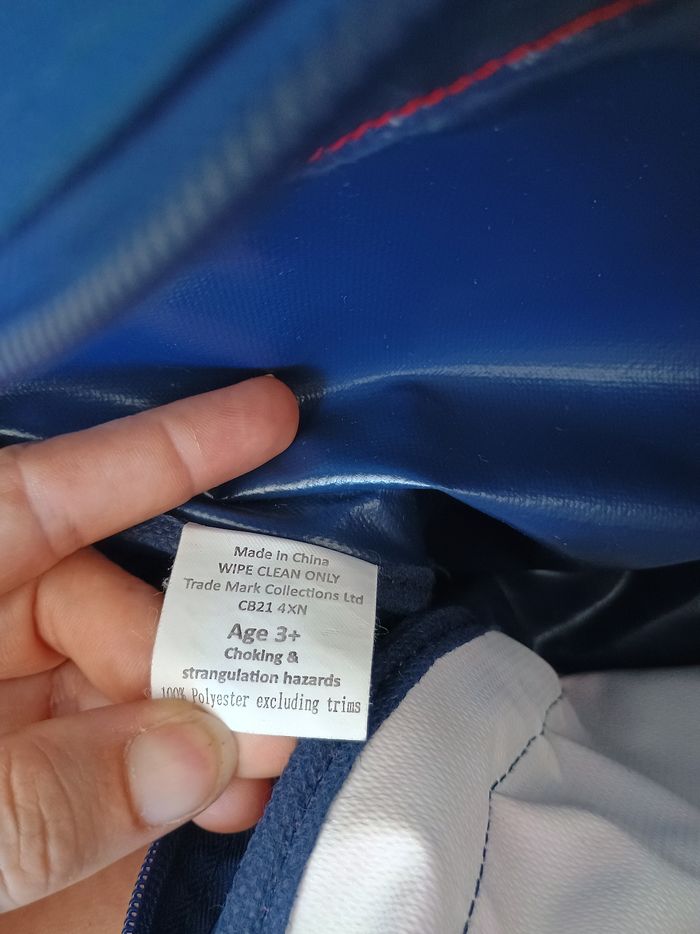 Made In China
WIPE CLEAN ONLY
Trade Mark Collections Ltd
CB21 4XN
Age 3+
Choking &
strangulation hazards
100% Polyester excluding trims